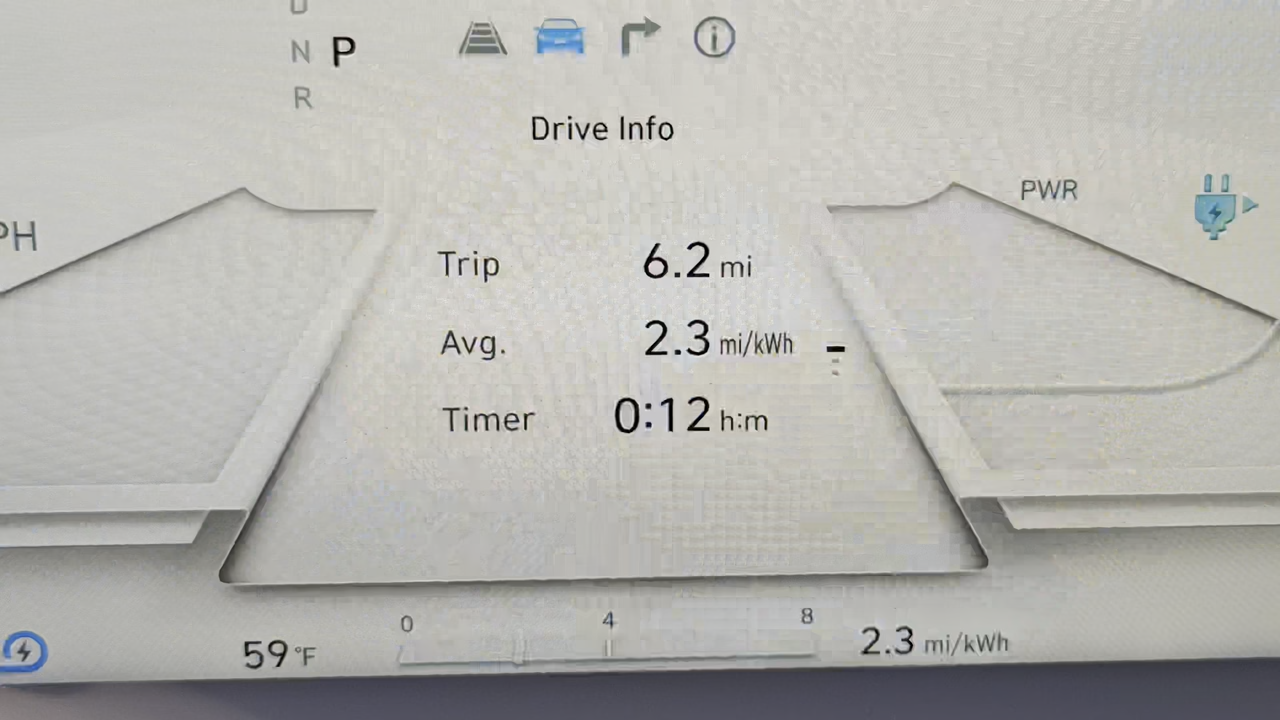 N P
R
Drive Info
PWR
PH
Trip 6.2 mi
Avg. 2.3 mi/kWh
Timer 0:12 h:m
0 4 8
59 °F 2.3 mi/kWh